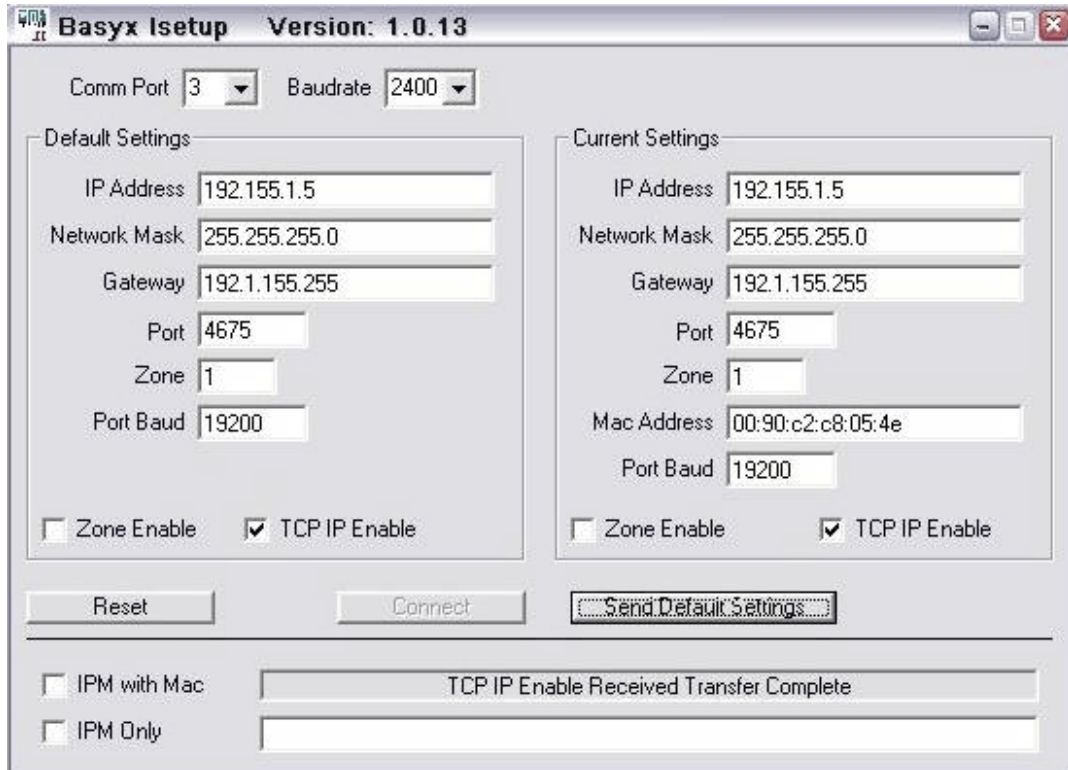 Basyx Isetup Version: 1.0.13
Comm Port 3 Baudrate 2400
Default Settings
IP Address 192.155.1.5
Network Mask 255.255.255.0
Gateway 192.1.155.255
Port 4675
Zone 1
Port Baud 19200
Zone Enable TCP IP Enable
Current Settings
IP Address 192.155.1.5
Network Mask 255.255.255.0
Gateway 192.1.155.255
Port 4675
Zone 1
Mac Address 00:90:c2:c8:05:4e
Port Baud 19200
Zone Enable TCP IP Enable
Reset Connect Send Default Settings
IPM with Mac TCP IP Enable Received Transfer Complete
IPM Only